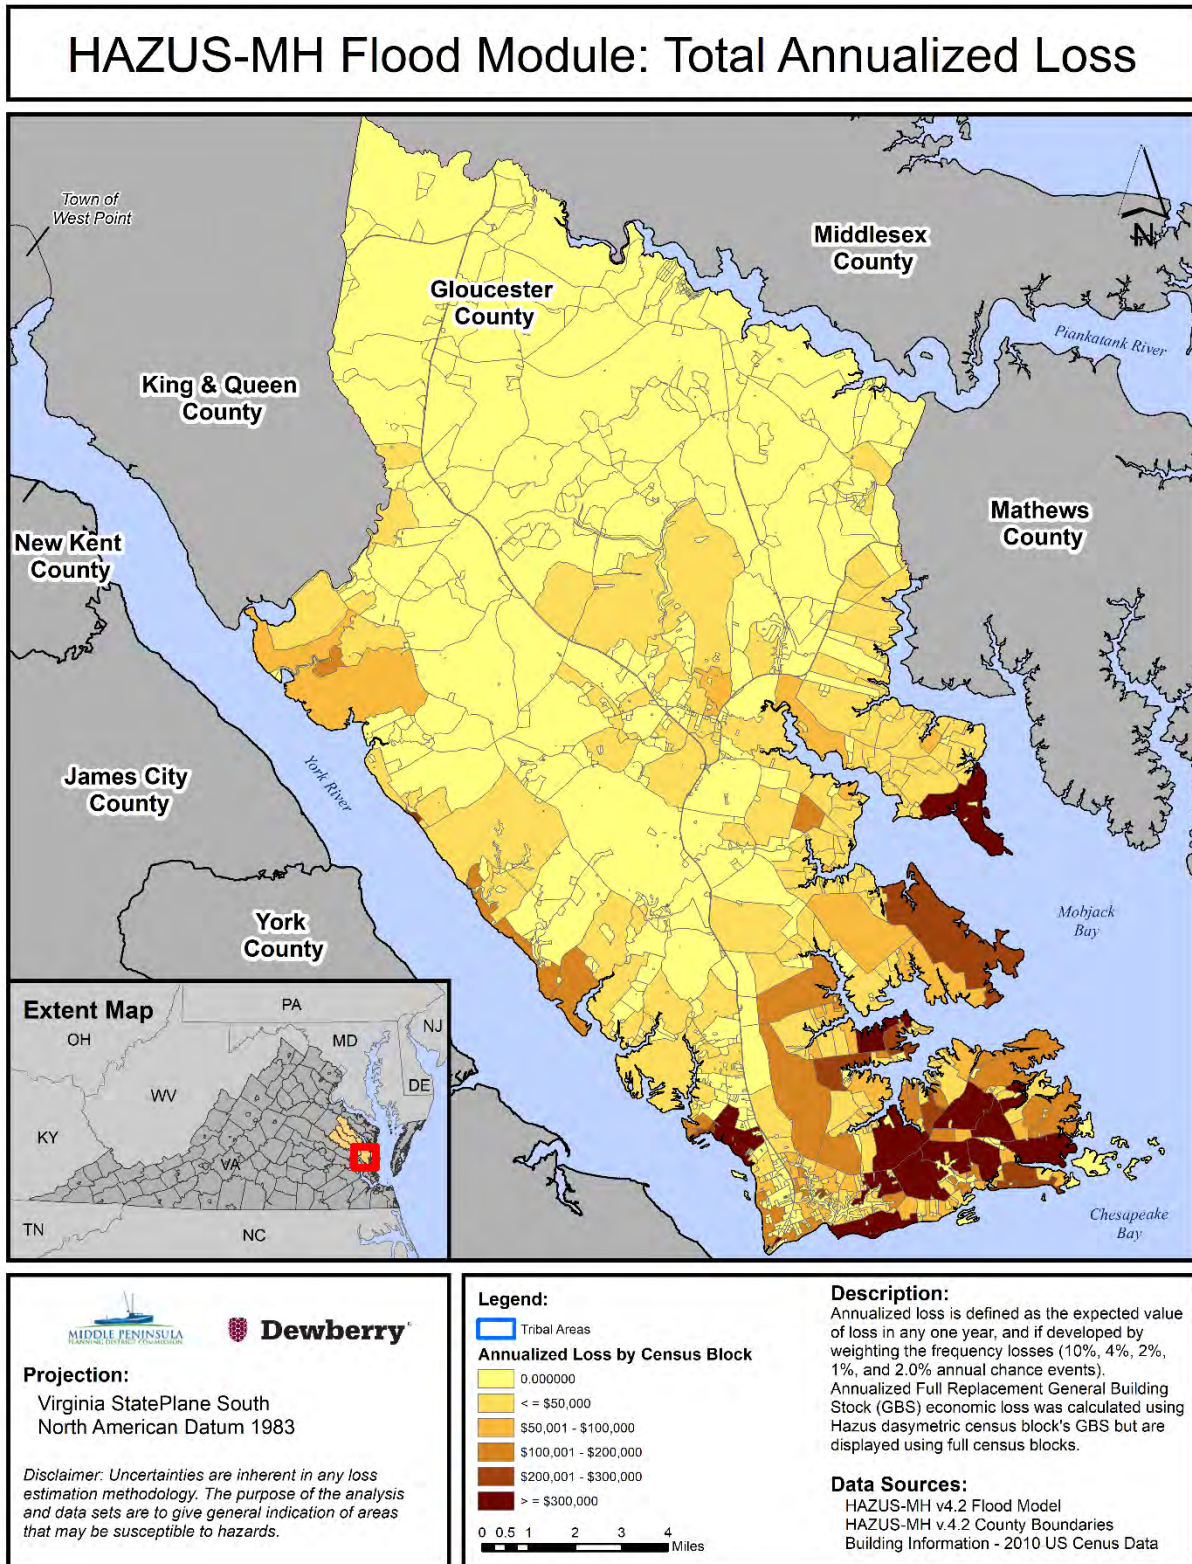 HAZUS-MH Flood Module: Total Annualized Loss
Town of
West Point
Middlesex
County
N
Gloucester
County
Piankatank River
King & Queen
County
Mathews
County
New Kent
County
James City
County
York River
York
County
Mobjack
Bay
Chesapeake
Bay
Extent Map
PA
OH
NJ
MD
DE
WV
KY
VA
TN
NC
MIDDLE PENINSULA
PLANNING DISTRICT COMMISSION
Dewberry
Projection:
Virginia StatePlane South
North American Datum 1983
Disclaimer: Uncertainties are inherent in any loss
estimation methodology. The purpose of the analysis
and data sets are to give general indication of areas
that may be susceptible to hazards.
Legend:
Tribal Areas
Annualized Loss by Census Block
0.000000
< = $50,000
$50,001 - $100,000
$100,001 - $200,000
$200,001 - $300,000
> = $300,000
0 0.5 1 2 3 4
Miles
Description:
Annualized loss is defined as the expected value
of loss in any one year, and if developed by
weighting the frequency losses (10%, 4%, 2%,
1%, and 2.0% annual chance events).
Annualized Full Replacement General Building
Stock (GBS) economic loss was calculated using
Hazus dasymetric census block's GBS but are
displayed using full census blocks.
Data Sources:
HAZUS-MH v4.2 Flood Model
HAZUS-MH v.4.2 County Boundaries
Building Information - 2010 US Cenus Data